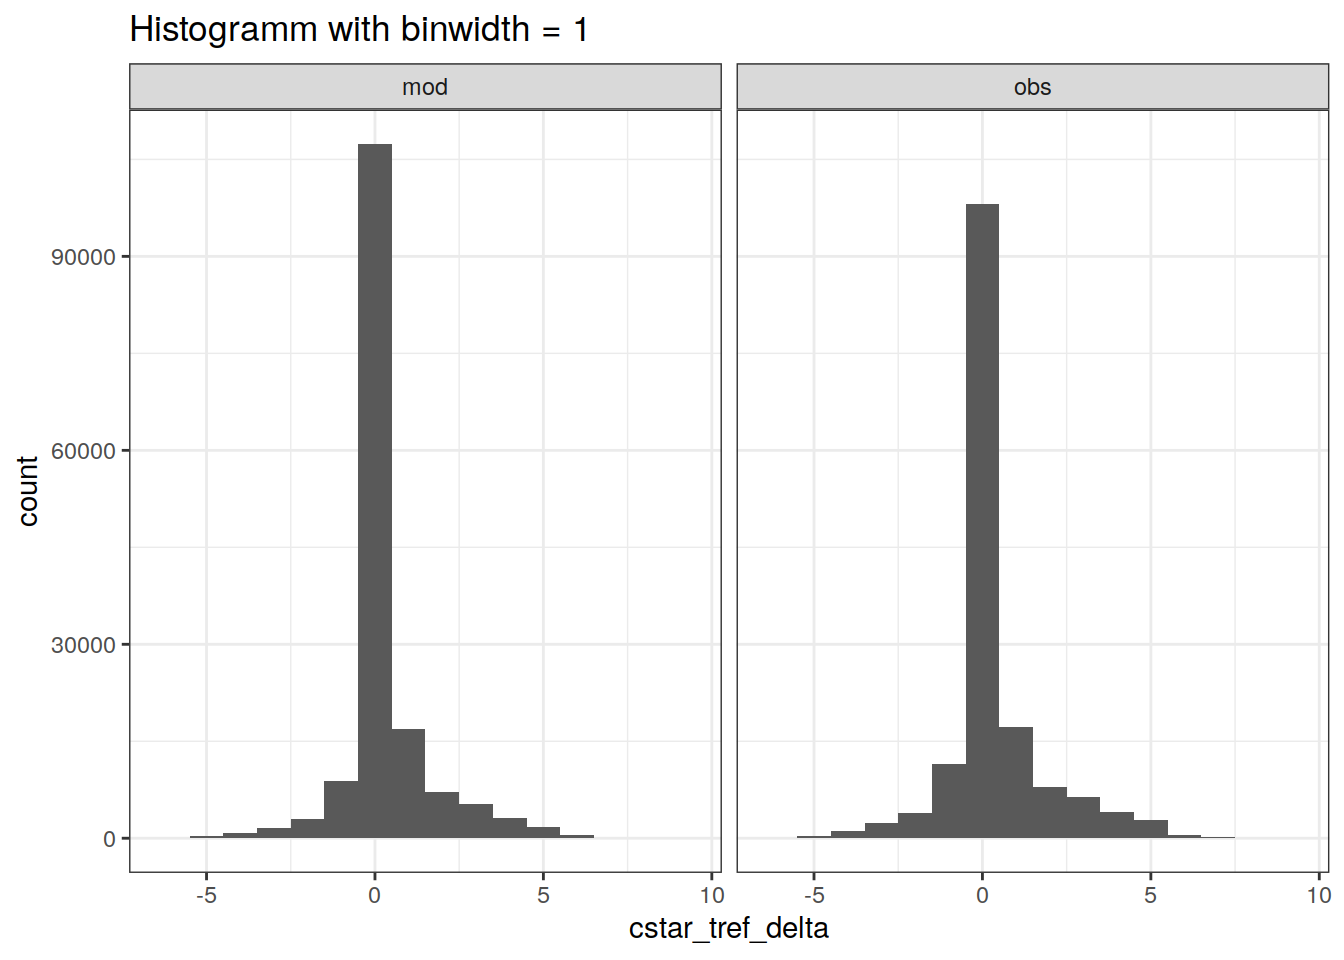 Histogramm with binwidth = 1
mod
obs
count
90000
60000
30000
0
-5 0 5 10
-5 0 5 10
cstar_tref_delta